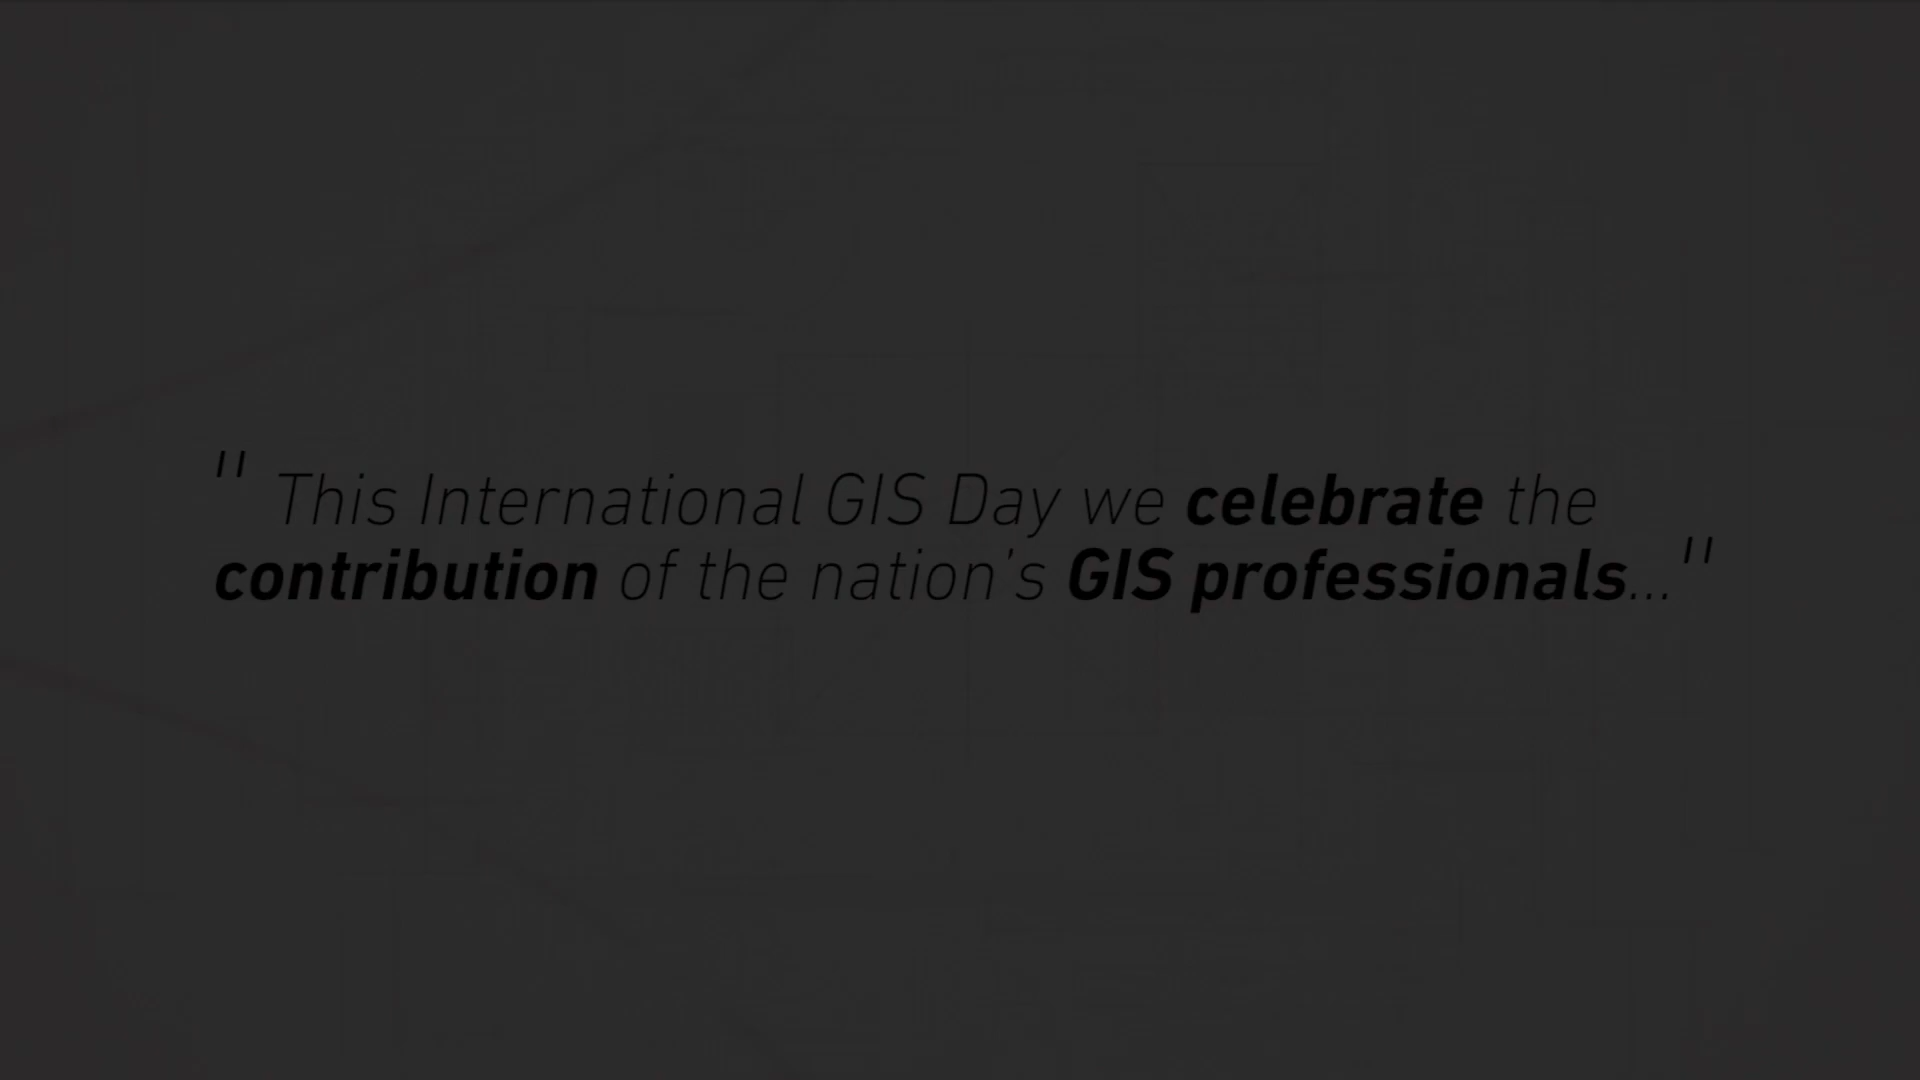 " This International GIS Day we celebrate the
contribution of the nation's GIS professionals..."